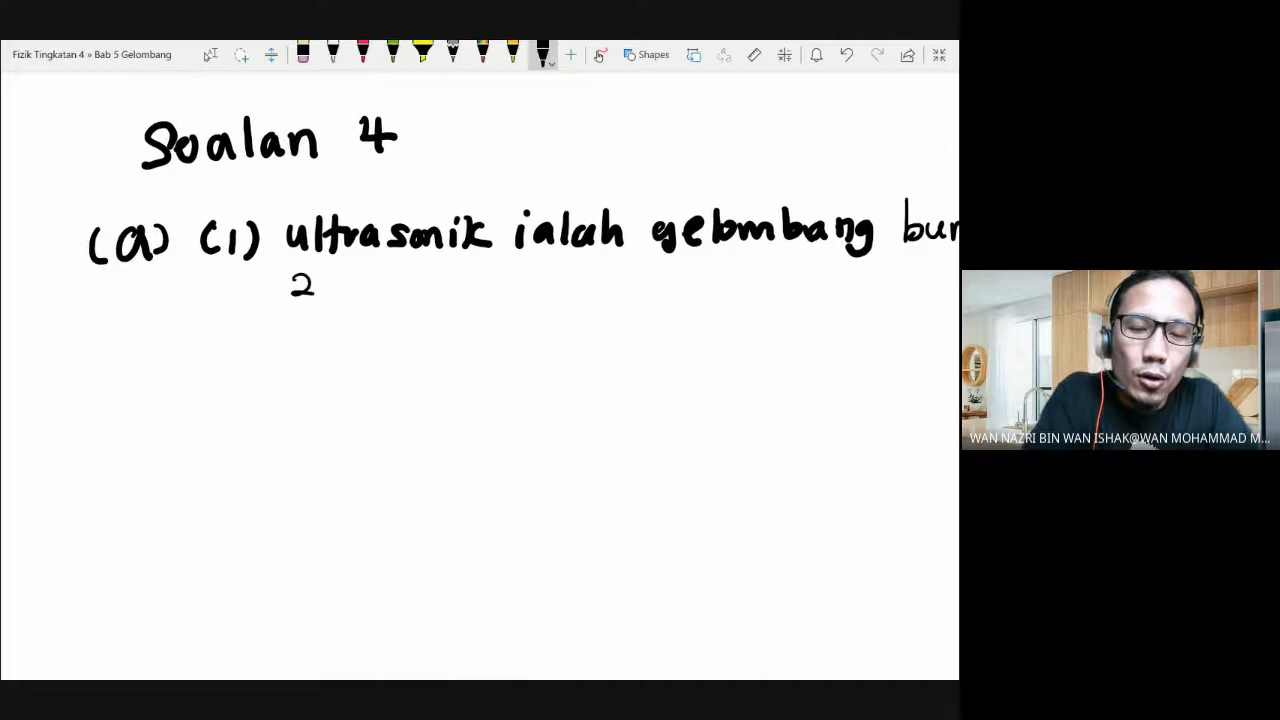 Fizik Tingkatan 4 » Bab 5 Gelombang
Shapes
Soalan 4
(a) (i) ultrasonik ialah gelombang bun
2
WAN NAZRI BIN WAN ISHAK@WAN MOHAMMAD M...